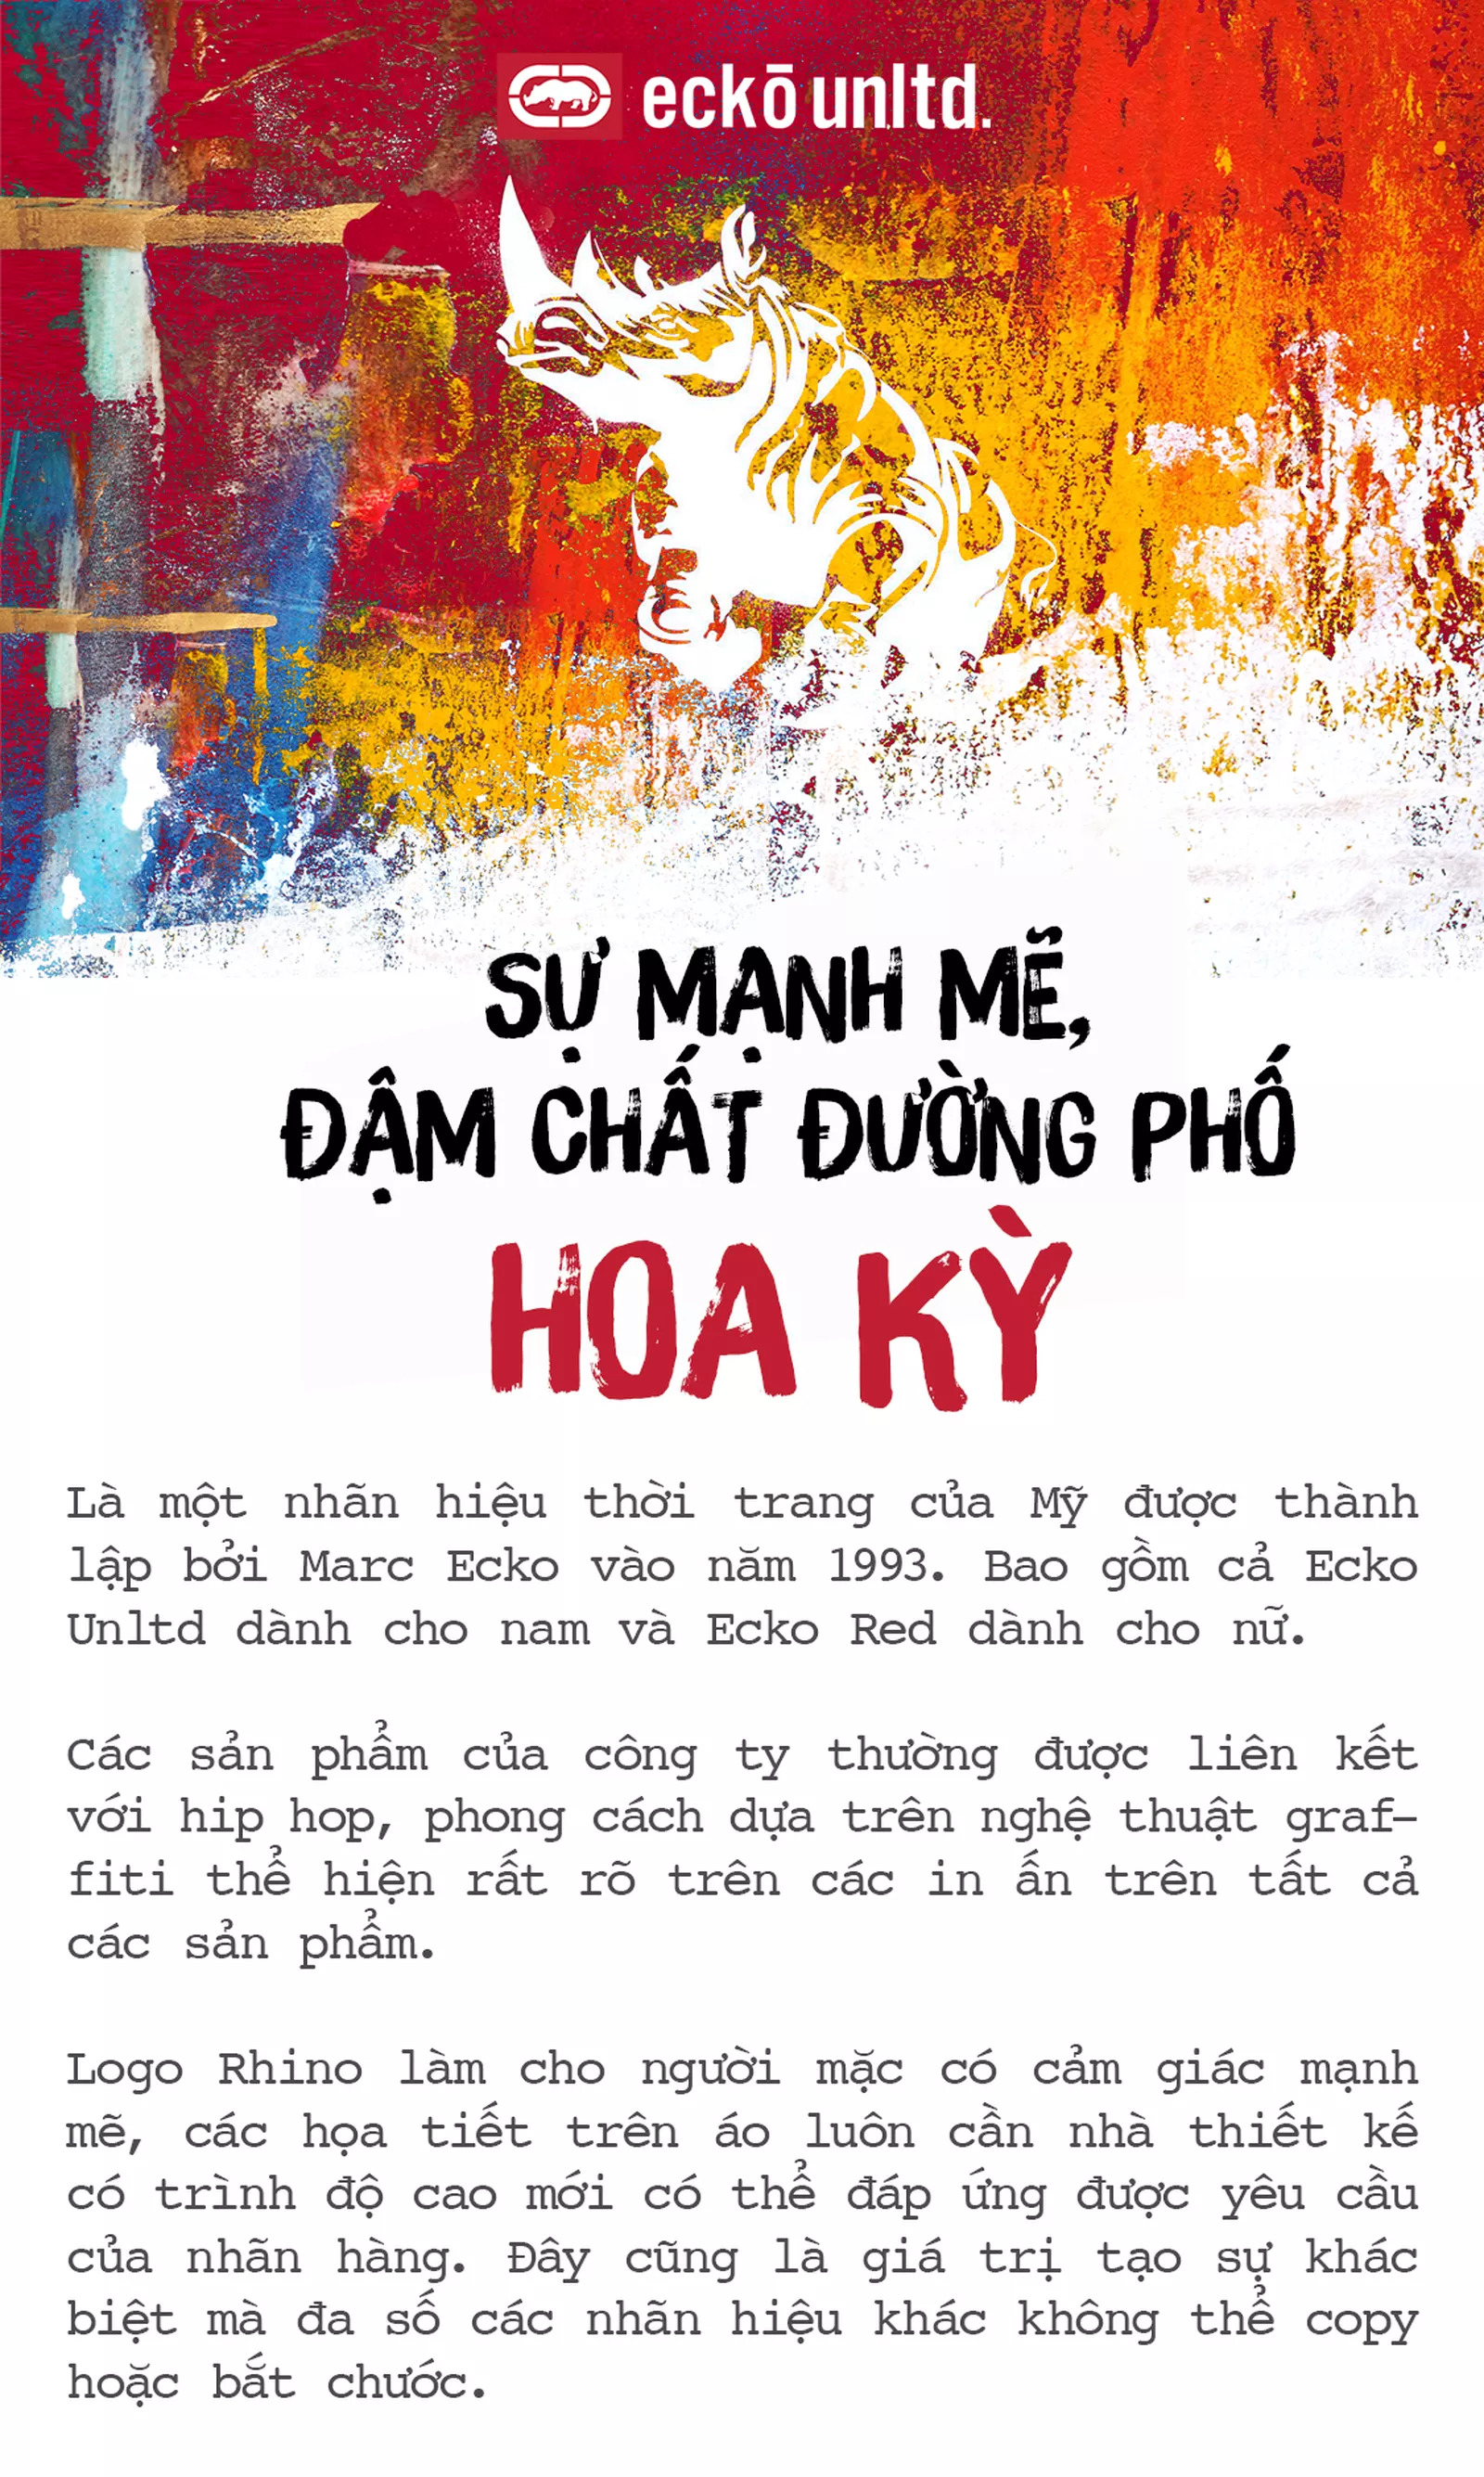 eckō unltd.
SỰ MẠNH MẼ,
ĐẬM CHẤT ĐƯỜNG PHỐ
HOA KỲ
Là một nhãn hiệu thời trang của Mỹ được thành
lập bởi Marc Ecko vào năm 1993. Bao gồm cả Ecko
Unltd dành cho nam và Ecko Red dành cho nữ.
Các sản phẩm của công ty thường được liên kết
với hip hop, phong cách dựa trên nghệ thuật graf-
fiti thể hiện rất rõ trên các in ấn trên tất cả
các sản phẩm.
Logo Rhino làm cho người mặc có cảm giác mạnh
mẽ, các họa tiết trên áo luôn cần nhà thiết kế
có trình độ cao mới có thể đáp ứng được yêu cầu
của nhãn hàng. Đây cũng là giá trị tạo sự khác
biệt mà đa số các nhãn hiệu khác không thể copy
hoặc bắt chước.